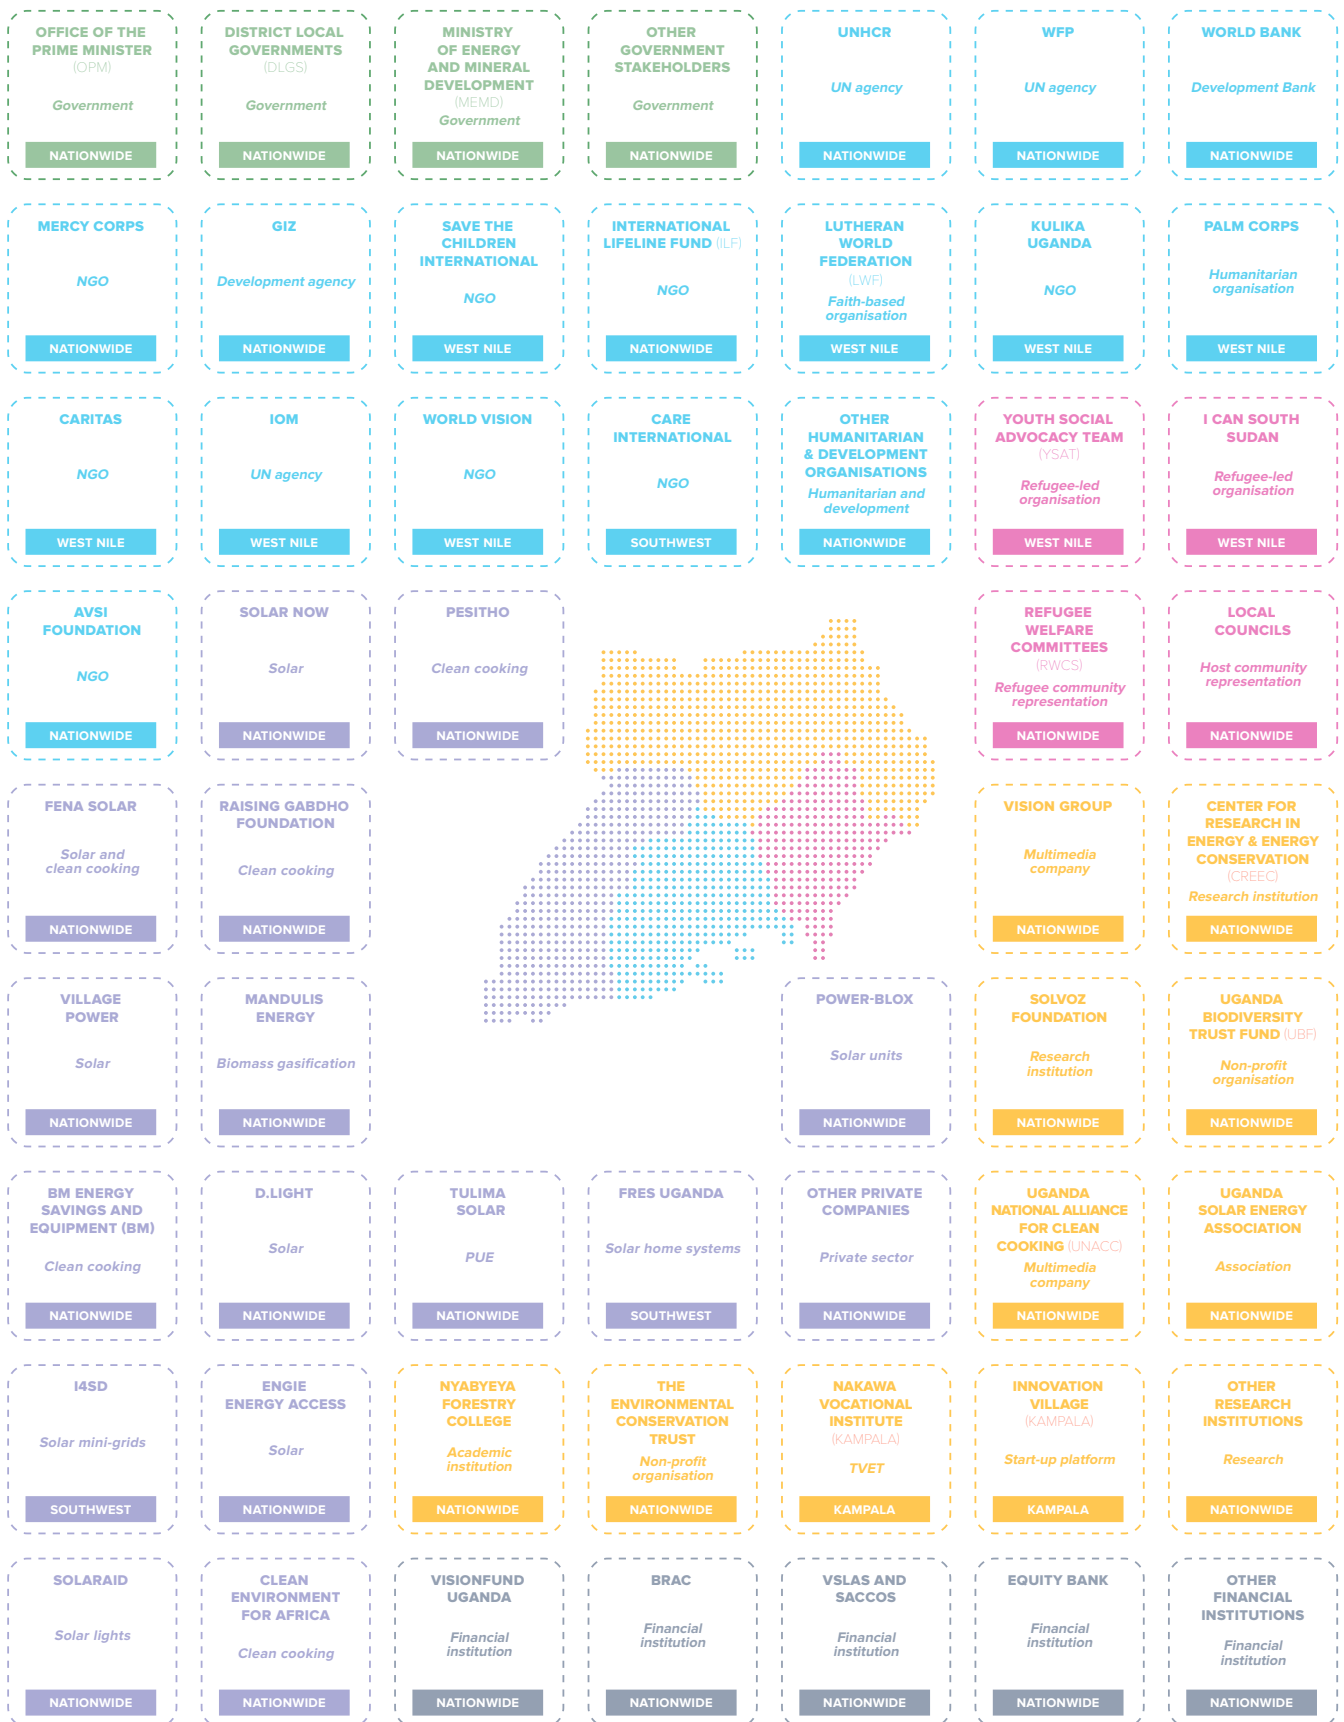 OFFICE OF THE
PRIME MINISTER
(OPM)
Government
NATIONWIDE
DISTRICT LOCAL
GOVERNMENTS
(DLGS)
Government
NATIONWIDE
MINISTRY
OF ENERGY
AND MINERAL
DEVELOPMENT
(MEMD)
Government
NATIONWIDE
OTHER
GOVERNMENT
STAKEHOLDERS
Government
NATIONWIDE
UNHCR
UN agency
NATIONWIDE
WFP
UN agency
NATIONWIDE
WORLD BANK
Development Bank
NATIONWIDE
MERCY CORPS
NGO
NATIONWIDE
GIZ
Development agency
NATIONWIDE
SAVE THE
CHILDREN
INTERNATIONAL
NGO
WEST NILE
INTERNATIONAL
LIFELINE FUND (ILF)
NGO
NATIONWIDE
LUTHERAN
WORLD
FEDERATION
(LWF)
Faith-based
organisation
WEST NILE
KULIKA
UGANDA
NGO
WEST NILE
PALM CORPS
Humanitarian
organisation
WEST NILE
CARITAS
NGO
WEST NILE
IOM
UN agency
WEST NILE
WORLD VISION
NGO
WEST NILE
CARE
INTERNATIONAL
NGO
SOUTHWEST
OTHER
HUMANITARIAN
& DEVELOPMENT
ORGANISATIONS
Humanitarian and
development
NATIONWIDE
YOUTH SOCIAL
ADVOCACY TEAM
(YSAT)
Refugee-led
organisation
WEST NILE
I CAN SOUTH
SUDAN
Refugee-led
organisation
WEST NILE
AVSI
FOUNDATION
NGO
NATIONWIDE
SOLAR NOW
Solar
NATIONWIDE
PESITHO
Clean cooking
NATIONWIDE
REFUGEE
WELFARE
COMMITTEES
(RWCS)
Refugee community
representation
NATIONWIDE
LOCAL
COUNCILS
Host community
representation
NATIONWIDE
FENA SOLAR
Solar and
clean cooking
NATIONWIDE
RAISING GABDHO
FOUNDATION
Clean cooking
NATIONWIDE
VISION GROUP
Multimedia
company
NATIONWIDE
CENTER FOR
RESEARCH IN
ENERGY & ENERGY
CONSERVATION
(CREEC)
Research institution
NATIONWIDE
VILLAGE
POWER
Solar
NATIONWIDE
MANDULIS
ENERGY
Biomass gasification
NATIONWIDE
POWER-BLOX
Solar units
NATIONWIDE
SOLVOZ
FOUNDATION
Research
institution
NATIONWIDE
UGANDA
BIODIVERSITY
TRUST FUND (UBF)
Non-profit
organisation
NATIONWIDE
BM ENERGY
SAVINGS AND
EQUIPMENT (BM)
Clean cooking
NATIONWIDE
D.LIGHT
Solar
NATIONWIDE
TULIMA
SOLAR
PUE
NATIONWIDE
FRES UGANDA
Solar home systems
SOUTHWEST
OTHER PRIVATE
COMPANIES
Private sector
NATIONWIDE
UGANDA
NATIONAL ALLIANCE
FOR CLEAN
COOKING (UNACC)
Multimedia
company
NATIONWIDE
UGANDA
SOLAR ENERGY
ASSOCIATION
Association
NATIONWIDE
I4SD
Solar mini-grids
SOUTHWEST
ENGIE
ENERGY ACCESS
Solar
NATIONWIDE
NYABYEYA
FORESTRY
COLLEGE
Academic
institution
NATIONWIDE
THE
ENVIRONMENTAL
CONSERVATION
TRUST
Non-profit
organisation
NATIONWIDE
NAKAWA
VOCATIONAL
INSTITUTE
(KAMPALA)
TVET
KAMPALA
INNOVATION
VILLAGE
(KAMPALA)
Start-up platform
KAMPALA
OTHER
RESEARCH
INSTITUTIONS
Research
NATIONWIDE
SOLARAID
Solar lights
NATIONWIDE
CLEAN
ENVIRONMENT
FOR AFRICA
Clean cooking
NATIONWIDE
VISIONFUND
UGANDA
Financial
institution
NATIONWIDE
BRAC
Financial
institution
NATIONWIDE
VSLAS AND
SACCOS
Financial
institution
NATIONWIDE
EQUITY BANK
Financial
institution
NATIONWIDE
OTHER
FINANCIAL
INSTITUTIONS
Financial
institution
NATIONWIDE